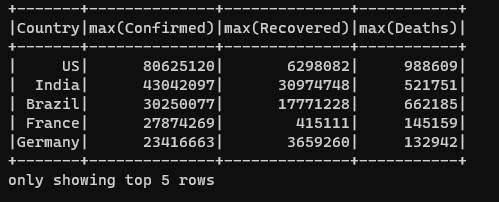 +-------+--------------+--------------+-----------+
|Country|max(Confirmed)|max(Recovered)|max(Deaths)|
+-------+--------------+--------------+-----------+
|     US|      80625120|       6298082|     988609|
|  India|      43042097|      30974748|     521751|
| Brazil|      30250077|      17771228|     662185|
| France|      27874269|        415111|     145159|
|Germany|      23416663|       3659260|     132942|
+-------+--------------+--------------+-----------+
only showing top 5 rows